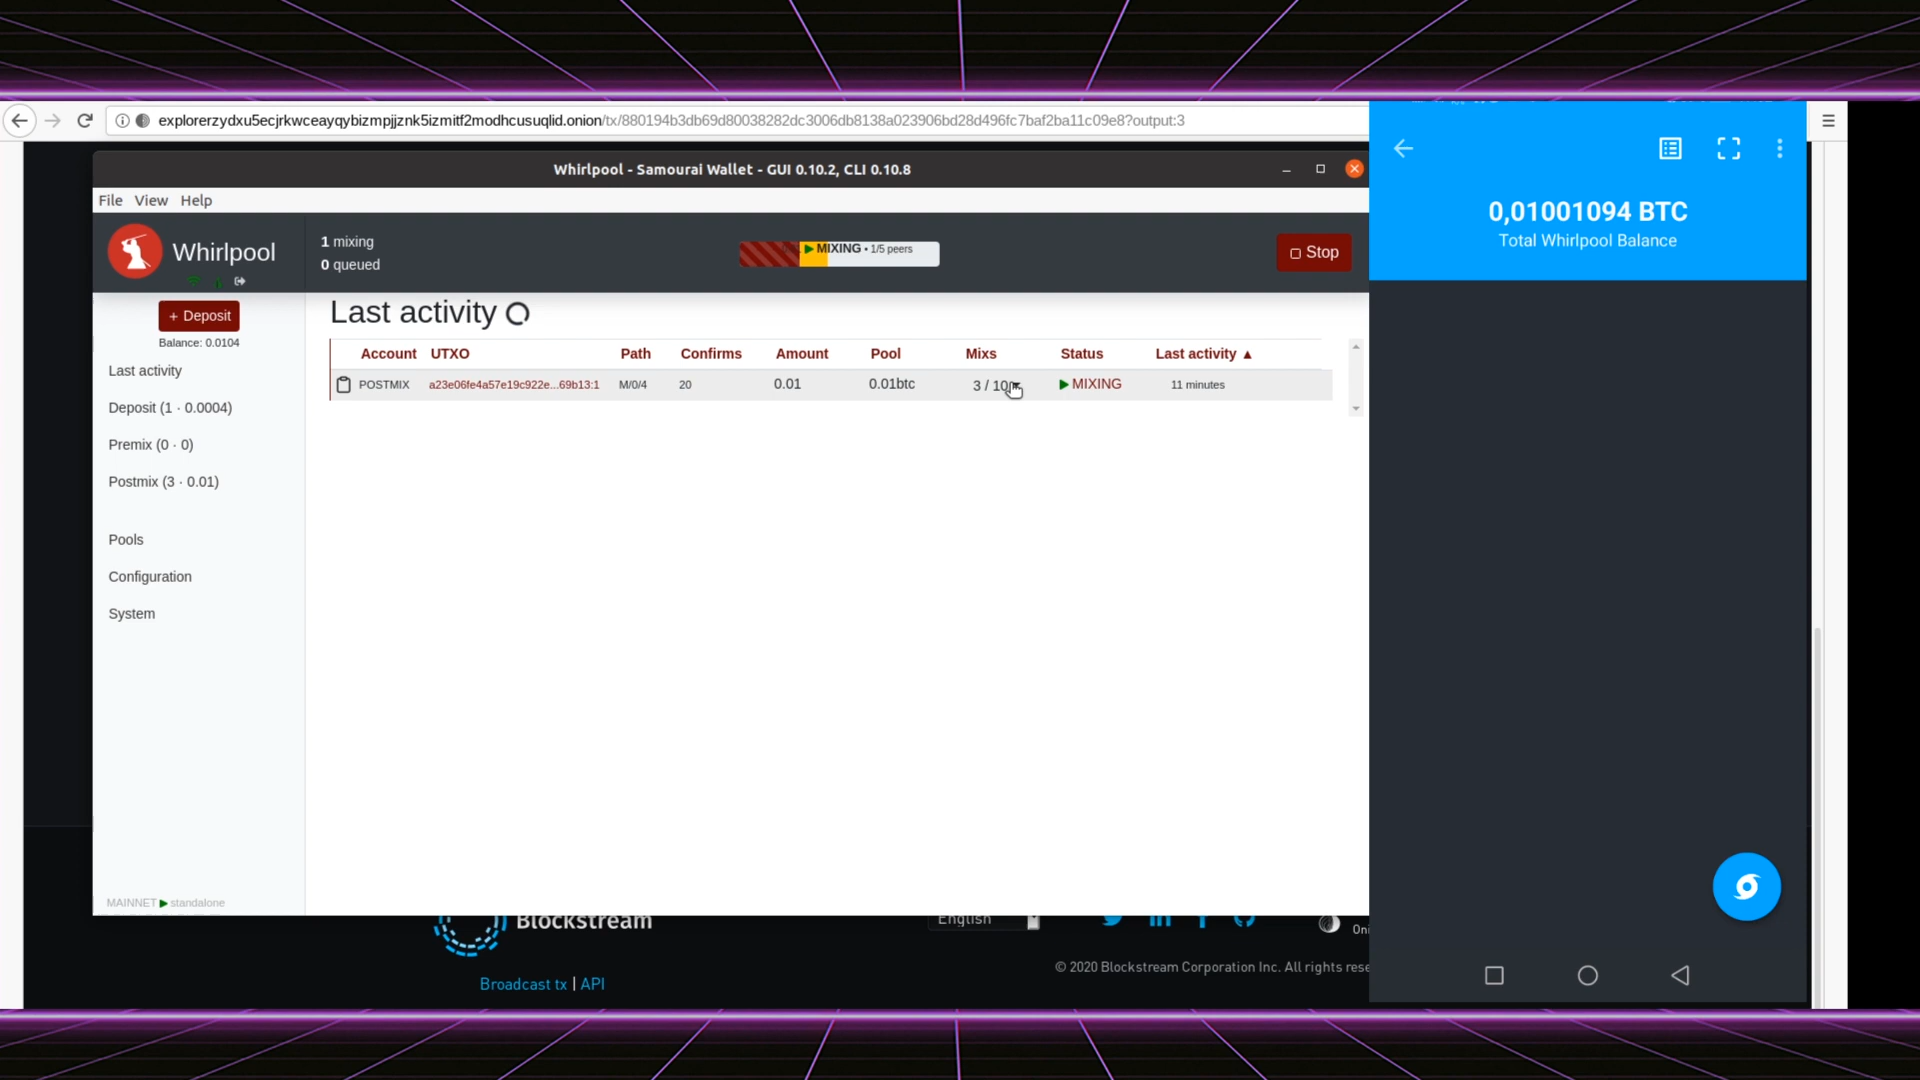 explorerzydxu5ecjrkwceayqybizmpjjznk5izmitf2modhcusuqlid.onion/tx/880194b3db69d80038282dc3006db8138a023906bd28d496fc7baf2ba11c09e8?output:3
Whirlpool - Samourai Wallet - GUI 0.10.2, CLI 0.10.8
File View Help
Whirlpool
1 mixing
0 queued
MIXING • 1/5 peers
Stop
+ Deposit
Balance: 0.0104
Last activity
Deposit (1 · 0.0004)
Premix (0 · 0)
Postmix (3 · 0.01)
Pools
Configuration
System
MAINNET standalone
Last activity
Account UTXO Path Confirms Amount Pool Mixs Status Last activity ▲
POSTMIX a23e06fe4a57e19c922e...69b13:1 M/0/4 20 0.01 0.01btc 3 / 10 MIXING 11 minutes
0,01001094 BTC
Total Whirlpool Balance
Blockstream
English
Oni
Broadcast tx | API
© 2020 Blockstream Corporation Inc. All rights rese